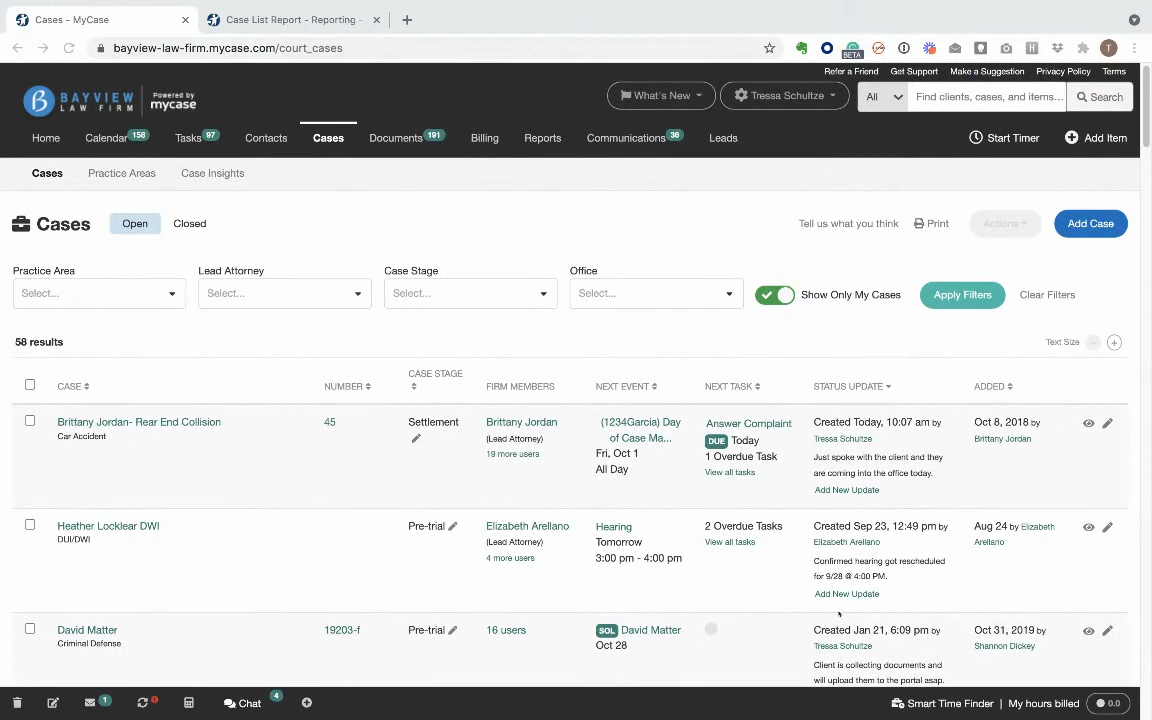 Cases - MyCase
Case List Report - Reporting -
bayview-law-firm.mycase.com/court_cases
BETA
T
Refer a Friend Get Support Make a Suggestion Privacy Policy Terms
B BAYVIEW LAW FIRM Powered by mycase
What's New Tressa Schultze All Find clients, cases, and items... Search
Home Calendar 158 Tasks 97 Contacts Cases Documents 191 Billing Reports Communications 36 Leads Start Timer Add Item
Cases Practice Areas Case Insights
Cases Open Closed Tell us what you think Print Actions Add Case
Practice Area Lead Attorney Case Stage Office
Select... Select... Select... Select... Show Only My Cases Apply Filters Clear Filters
58 results Text Size
CASE NUMBER CASE STAGE FIRM MEMBERS NEXT EVENT NEXT TASK STATUS UPDATE ADDED
Brittany Jordan- Rear End Collision
Car Accident
45
Settlement
Brittany Jordan
(Lead Attorney)
19 more users
(1234Garcia) Day
of Case Ma...
Fri, Oct 1
All Day
Answer Complaint
DUE Today
1 Overdue Task
View all tasks
Created Today, 10:07 am by
Tressa Schultze
Just spoke with the client and they
are coming into the office today.
Add New Update
Oct 8, 2018 by
Brittany Jordan
Heather Locklear DWI
DUI/DWI
Pre-trial
Elizabeth Arellano
(Lead Attorney)
4 more users
Hearing
Tomorrow
3:00 pm - 4:00 pm
2 Overdue Tasks
View all tasks
Created Sep 23, 12:49 pm by
Elizabeth Arellano
Confirmed hearing got rescheduled
for 9/28 @ 4:00 PM.
Add New Update
Aug 24 by Elizabeth
Arellano
David Matter
Criminal Defense
19203-f
Pre-trial
16 users
SOL David Matter
Oct 28
Created Jan 21, 6:09 pm by
Tressa Schultze
Client is collecting documents and
will upload them to the portal asap.
Oct 31, 2019 by
Shannon Dickey
1 Chat 4 Smart Time Finder | My hours billed 0.0